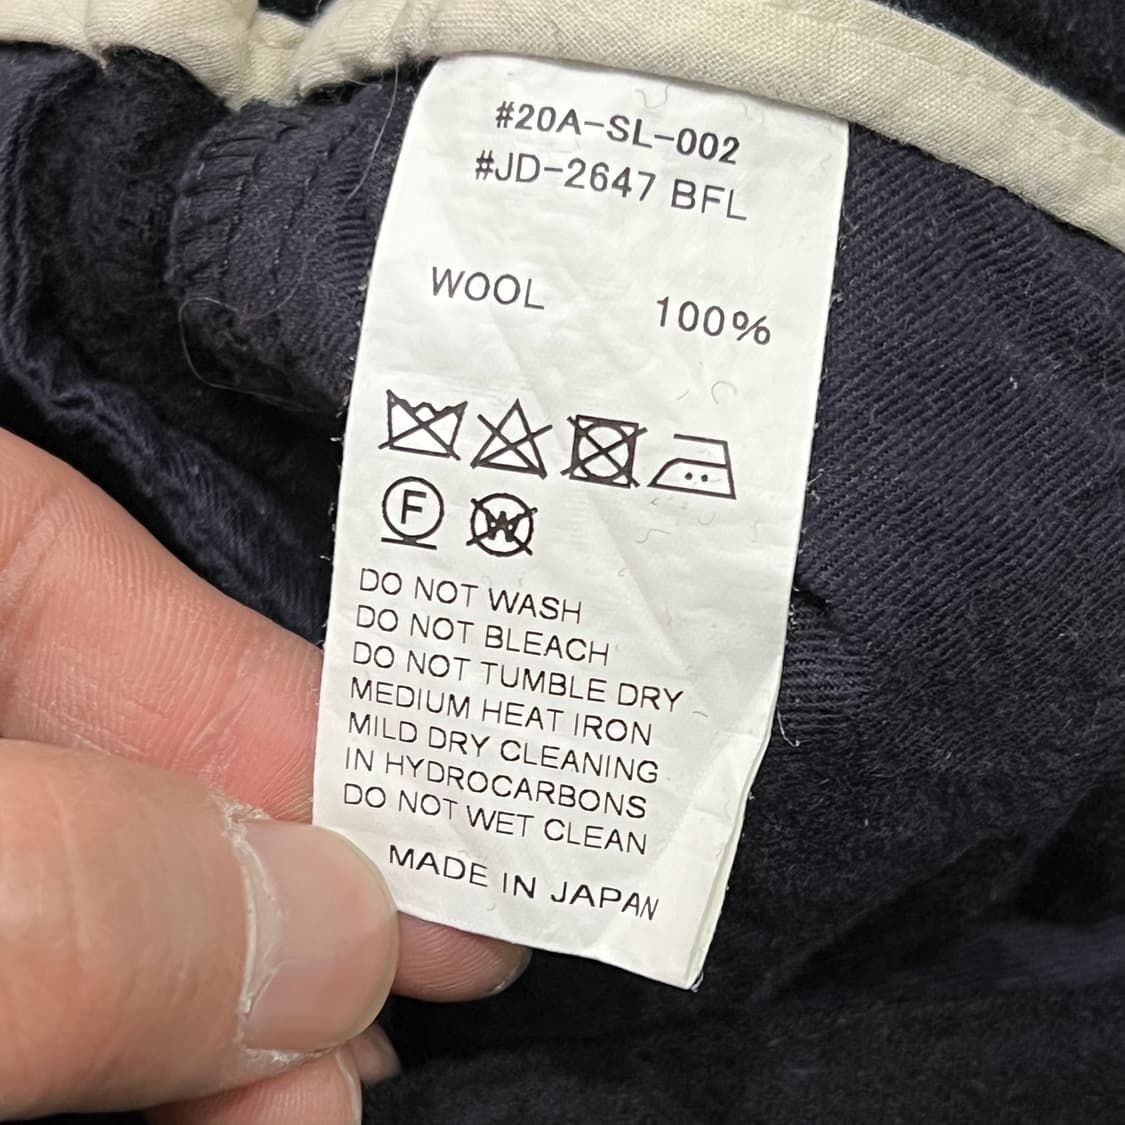 #20A-SL-002
#JD-2647 BFL
WOOL 100%
F W
DO NOT WASH
DO NOT BLEACH
DO NOT TUMBLE DRY
MEDIUM HEAT IRON
MILD DRY CLEANING
IN HYDROCARBONS
DO NOT WET CLEAN
MADE IN JAPAN